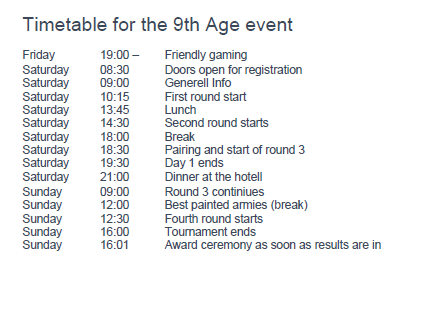 Timetable for the 9th Age event
Friday 19:00 – Friendly gaming
Saturday 08:30 Doors open for registration
Saturday 09:00 Generell Info
Saturday 10:15 First round start
Saturday 13:45 Lunch
Saturday 14:30 Second round starts
Saturday 18:00 Break
Saturday 18:30 Pairing and start of round 3
Saturday 19:30 Day 1 ends
Saturday 21:00 Dinner at the hotell
Sunday 09:00 Round 3 continiues
Sunday 12:00 Best painted armies (break)
Sunday 12:30 Fourth round starts
Sunday 16:00 Tournament ends
Sunday 16:01 Award ceremony as soon as results are in